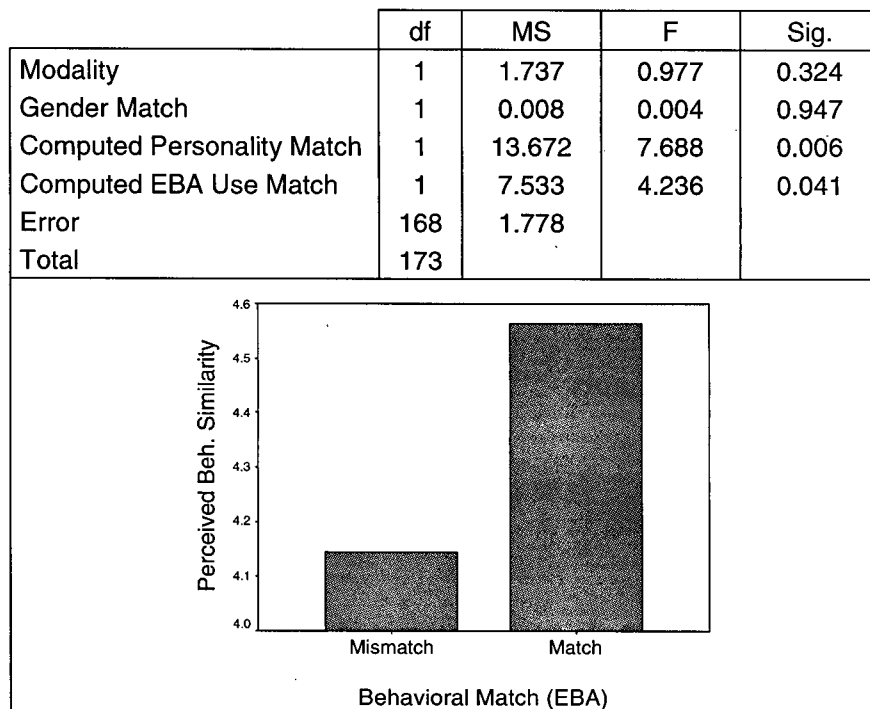 df MS F Sig.
Modality 1 1.737 0.977 0.324
Gender Match 1 0.008 0.004 0.947
Computed Personality Match 1 13.672 7.688 0.006
Computed EBA Use Match 1 7.533 4.236 0.041
Error 168 1.778
Total 173
4.6
4.5
4.4
4.3
4.2
4.1
4.0
Perceived Beh. Similarity
Mismatch Match
Behavioral Match (EBA)